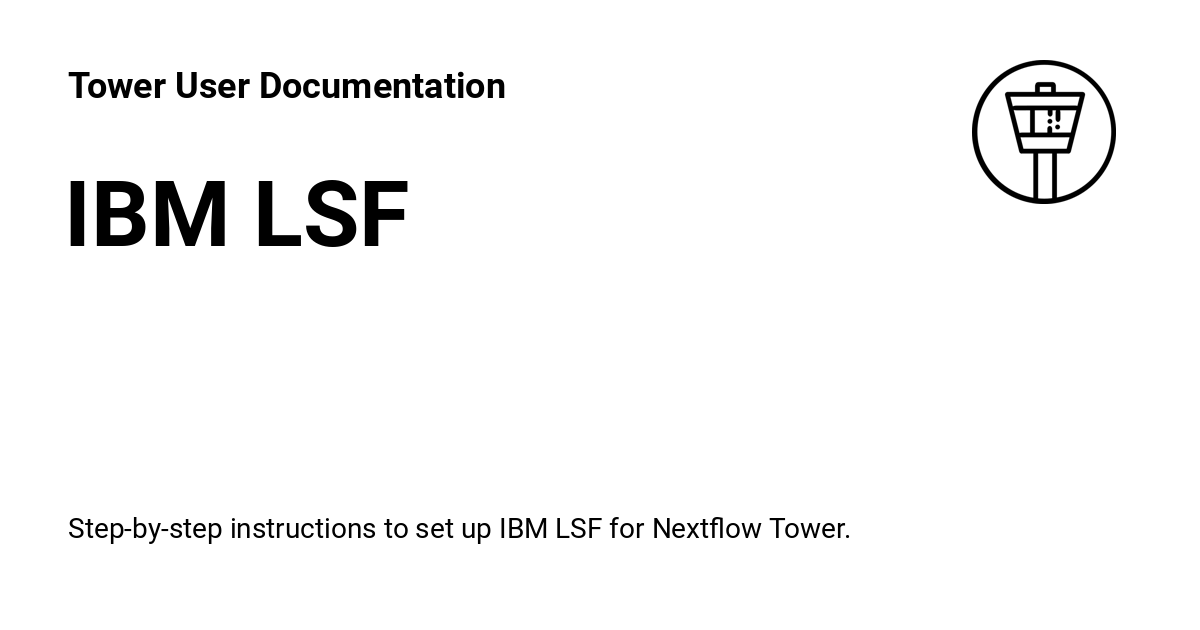 Tower User Documentation
IBM LSF
Step-by-step instructions to set up IBM LSF for Nextflow Tower.